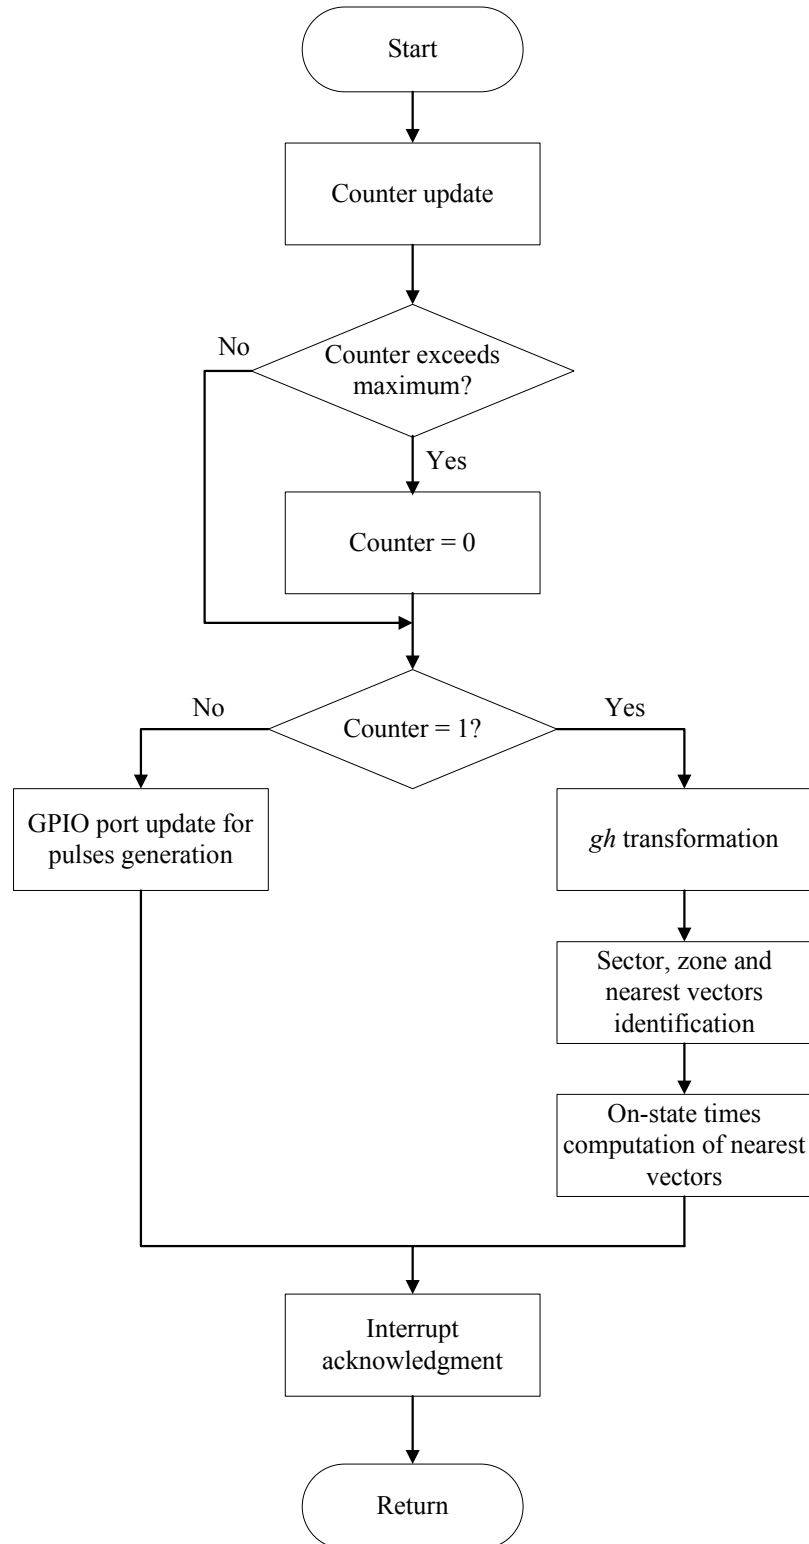 Start
Counter update
No
Counter exceeds
maximum?
Yes
Counter = 0
No
Counter = 1?
Yes
GPIO port update for
pulses generation
gh transformation
Sector, zone and
nearest vectors
identification
On-state times
computation of nearest
vectors
Interrupt
acknowledgment
Return